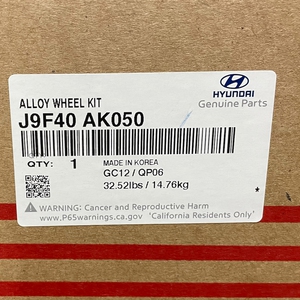 ALLOY WHEEL KIT
J9F40 AK050
HYUNDAI
Genuine Parts
QTY: 1
MADE IN KOREA
GC12 / QP06
32.52lbs / 14.76kg
*
WARNING: Cancer and Reproductive Harm
www.P65warnings.ca.gov 'California Residents Only'